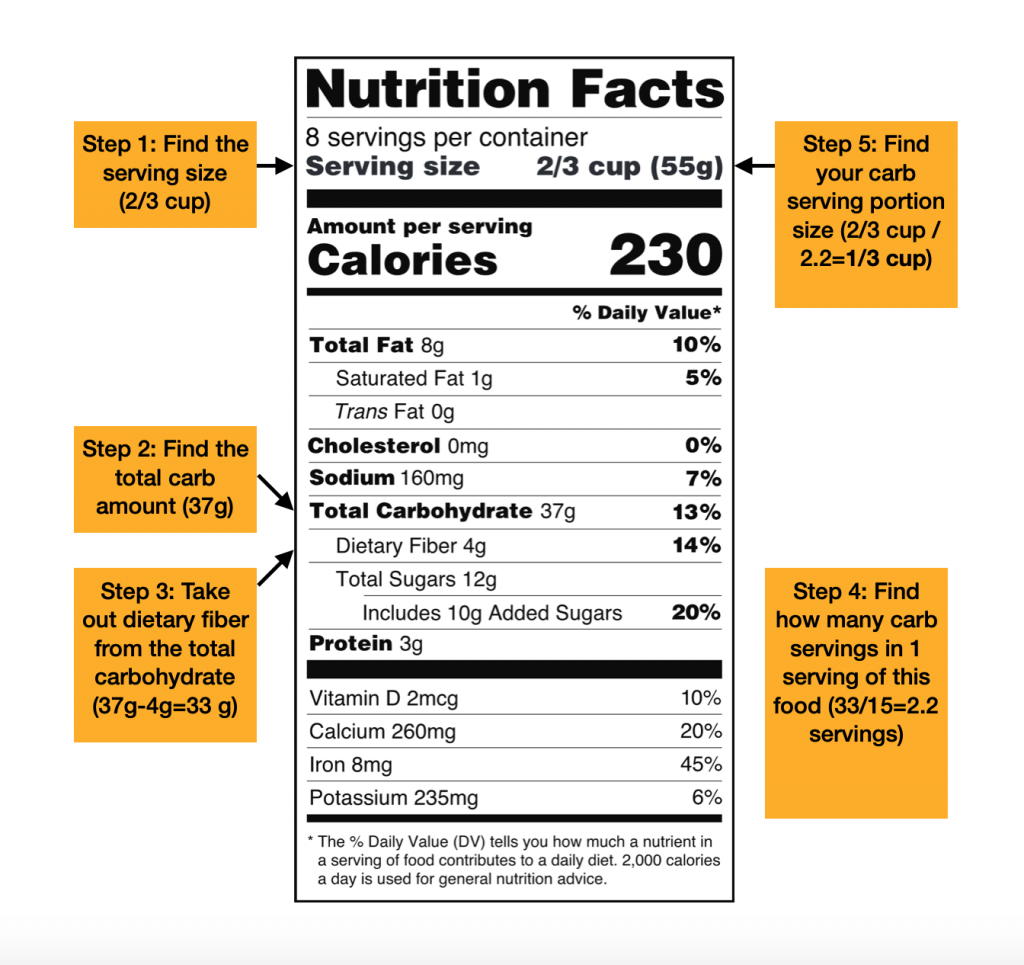 Nutrition Facts
8 servings per container
Serving size 2/3 cup (55g)
Amount per serving
Calories 230
% Daily Value*
Total Fat 8g 10%
Saturated Fat 1g 5%
Trans Fat 0g
Cholesterol 0mg 0%
Sodium 160mg 7%
Total Carbohydrate 37g 13%
Dietary Fiber 4g 14%
Total Sugars 12g
Includes 10g Added Sugars 20%
Protein 3g
Vitamin D 2mcg 10%
Calcium 260mg 20%
Iron 8mg 45%
Potassium 235mg 6%
* The % Daily Value (DV) tells you how much a nutrient in
a serving of food contributes to a daily diet. 2,000 calories
a day is used for general nutrition advice.
Step 1: Find the
serving size
(2/3 cup)
Step 2: Find the
total carb
amount (37g)
Step 3: Take
out dietary fiber
from the total
carbohydrate
(37g-4g=33 g)
Step 4: Find
how many carb
servings in 1
serving of this
food (33/15=2.2
servings)
Step 5: Find
your carb
serving portion
size (2/3 cup /
2.2=1/3 cup)